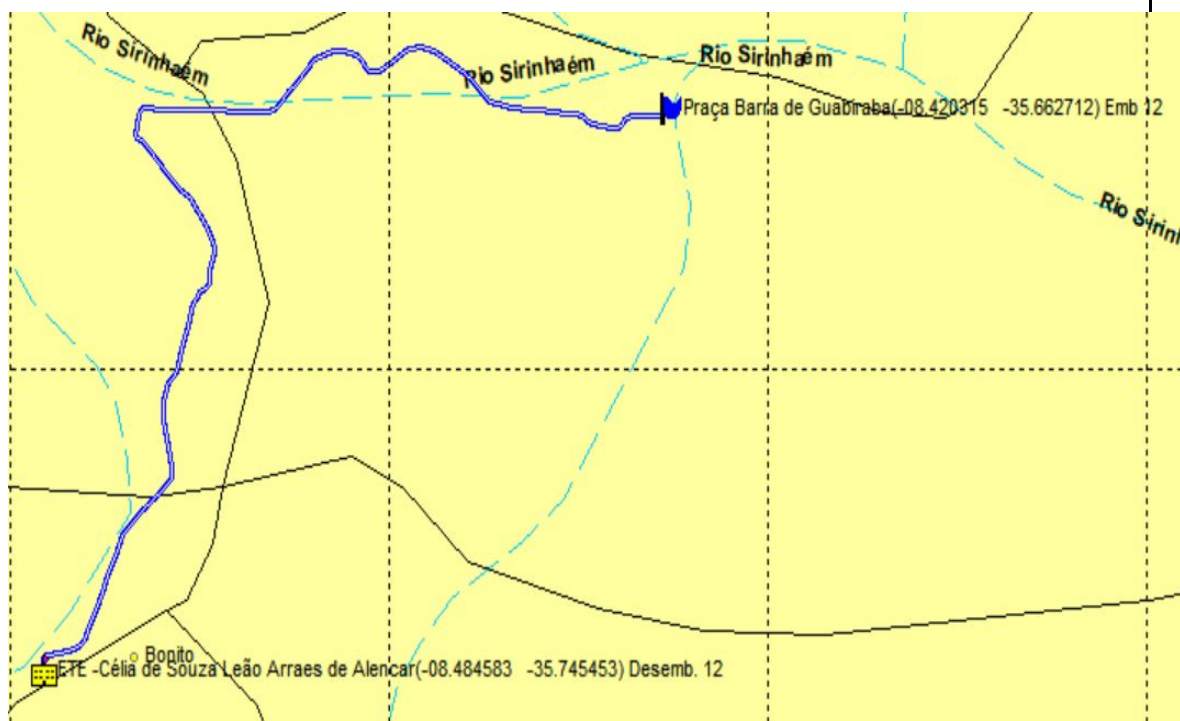 Rio Sirinhaém
Rio Sirinhaém
Rio Sirinhaém
Praça Barra de Guabiraba(-08.420315 -35.662712) Emb 12
Rio Sirinh
Bonito
ETE -Célia de Souza Leão Arraes de Alencar(-08.484583 -35.745453) Desemb. 12